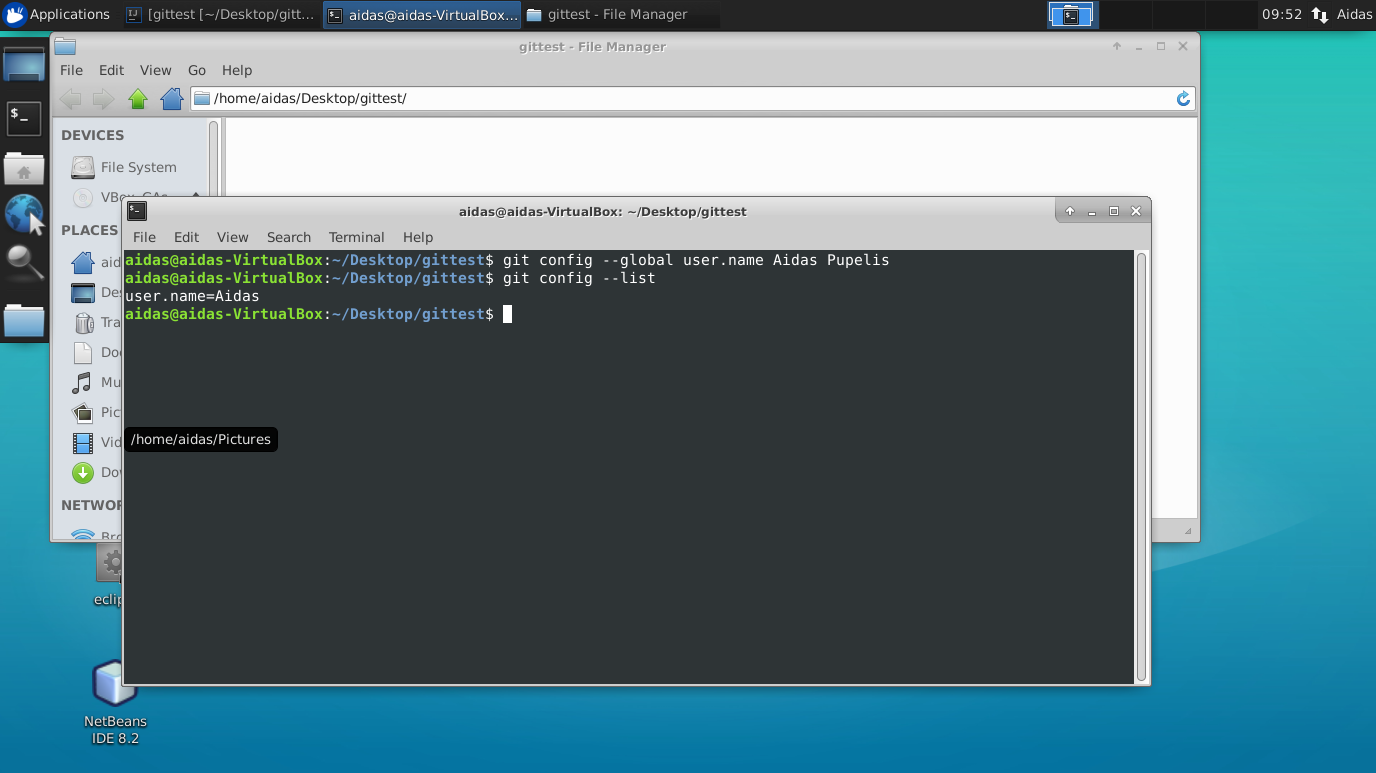 Applications
[gittest [~/Desktop/gitt...
aidas@aidas-VirtualBox...
gittest - File Manager
09:52
Aidas
gittest - File Manager
File Edit View Go Help
/home/aidas/Desktop/gittest/
DEVICES
File System
VBox_GAs
PLACES
aid
Des
Tra
Doc
Mu
Pic
Vid
Dov
NETWOR
Bro
aidas@aidas-VirtualBox: ~/Desktop/gittest
File Edit View Search Terminal Help
aidas@aidas-VirtualBox:~/Desktop/gittest$ git config --global user.name Aidas Pupelis
aidas@aidas-VirtualBox:~/Desktop/gittest$ git config --list
user.name=Aidas
aidas@aidas-VirtualBox:~/Desktop/gittest$
/home/aidas/Pictures
eclip
NetBeans
IDE 8.2